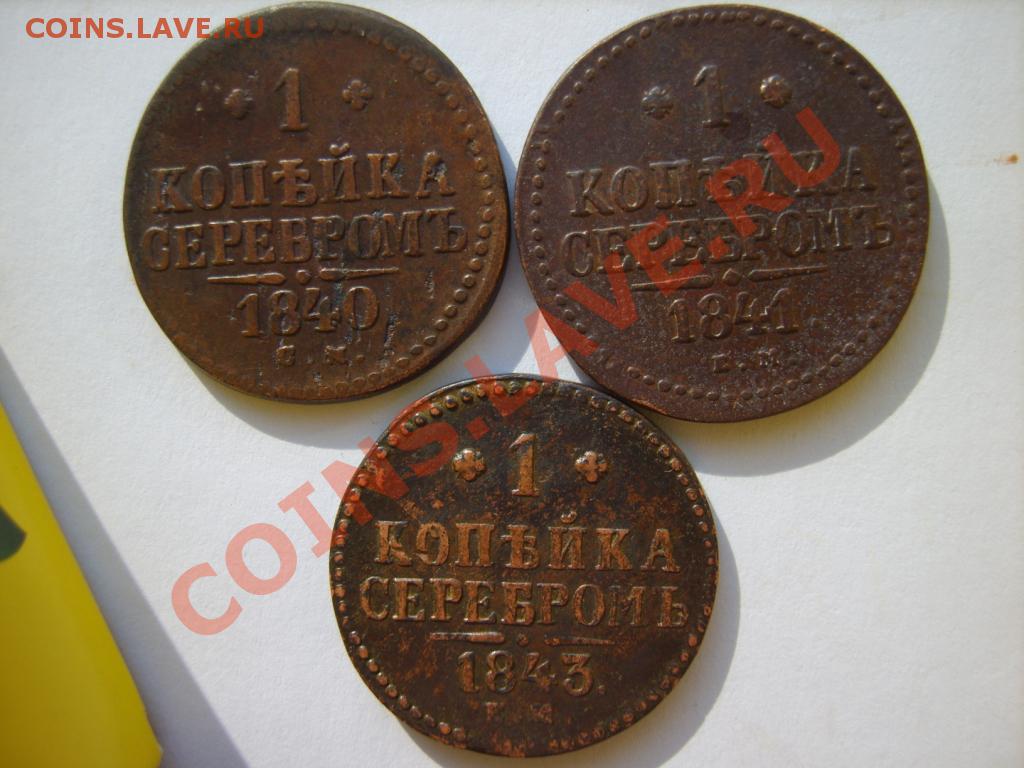 COINS.LAVE.RU
1
КОПѢЙКА
СЕРЕБРОМЪ
1840
С.М.
1
КОПѢЙКА
СЕРЕБРОМЪ
1841.
Е.М.
1
КОПѢЙКА
СЕРЕБРОМЪ
1843.
Е.М.
COINS.LAVE.RU